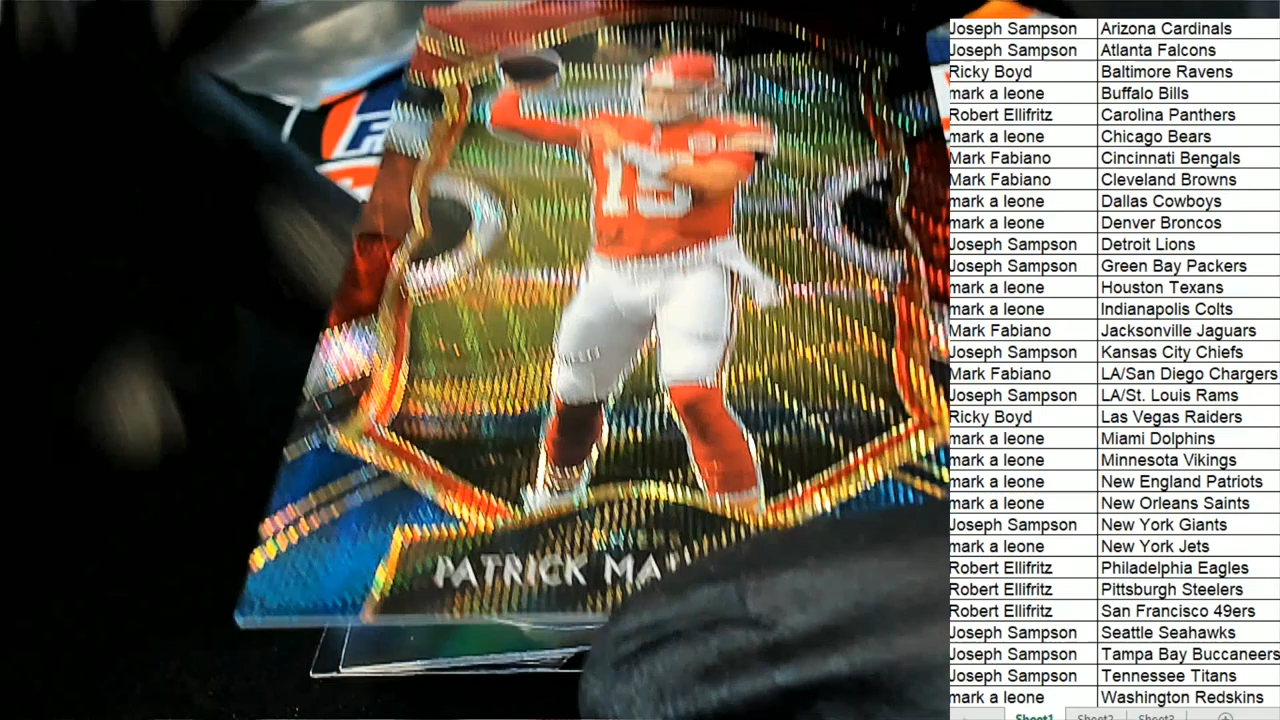 15
PATRICK MA
Joseph Sampson Arizona Cardinals
Joseph Sampson Atlanta Falcons
Ricky Boyd Baltimore Ravens
mark a leone Buffalo Bills
Robert Ellifritz Carolina Panthers
mark a leone Chicago Bears
Mark Fabiano Cincinnati Bengals
Mark Fabiano Cleveland Browns
mark a leone Dallas Cowboys
mark a leone Denver Broncos
Joseph Sampson Detroit Lions
Joseph Sampson Green Bay Packers
mark a leone Houston Texans
mark a leone Indianapolis Colts
Mark Fabiano Jacksonville Jaguars
Joseph Sampson Kansas City Chiefs
Mark Fabiano LA/San Diego Chargers
Joseph Sampson LA/St. Louis Rams
Ricky Boyd Las Vegas Raiders
mark a leone Miami Dolphins
mark a leone Minnesota Vikings
mark a leone New England Patriots
mark a leone New Orleans Saints
Joseph Sampson New York Giants
mark a leone New York Jets
Robert Ellifritz Philadelphia Eagles
Robert Ellifritz Pittsburgh Steelers
Robert Ellifritz San Francisco 49ers
Joseph Sampson Seattle Seahawks
Joseph Sampson Tampa Bay Buccaneers
Joseph Sampson Tennessee Titans
mark a leone Washington Redskins
Sheet1 Sheet2 Sheet3